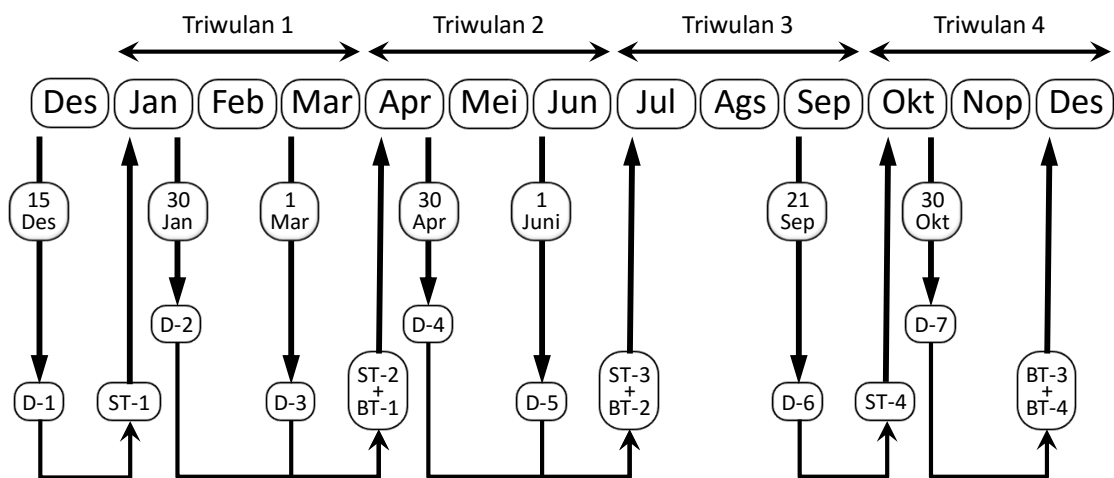 Triwulan 1
Triwulan 2
Triwulan 3
Triwulan 4
Des
Jan
Feb
Mar
Apr
Mei
Jun
Jul
Ags
Sep
Okt
Nop
Des
15
Des
30
Jan
1
Mar
30
Apr
1
Juni
21
Sep
30
Okt
D-2
D-4
D-7
D-1
ST-1
D-3
ST-2
+
BT-1
D-5
ST-3
+
BT-2
D-6
ST-4
BT-3
+
BT-4